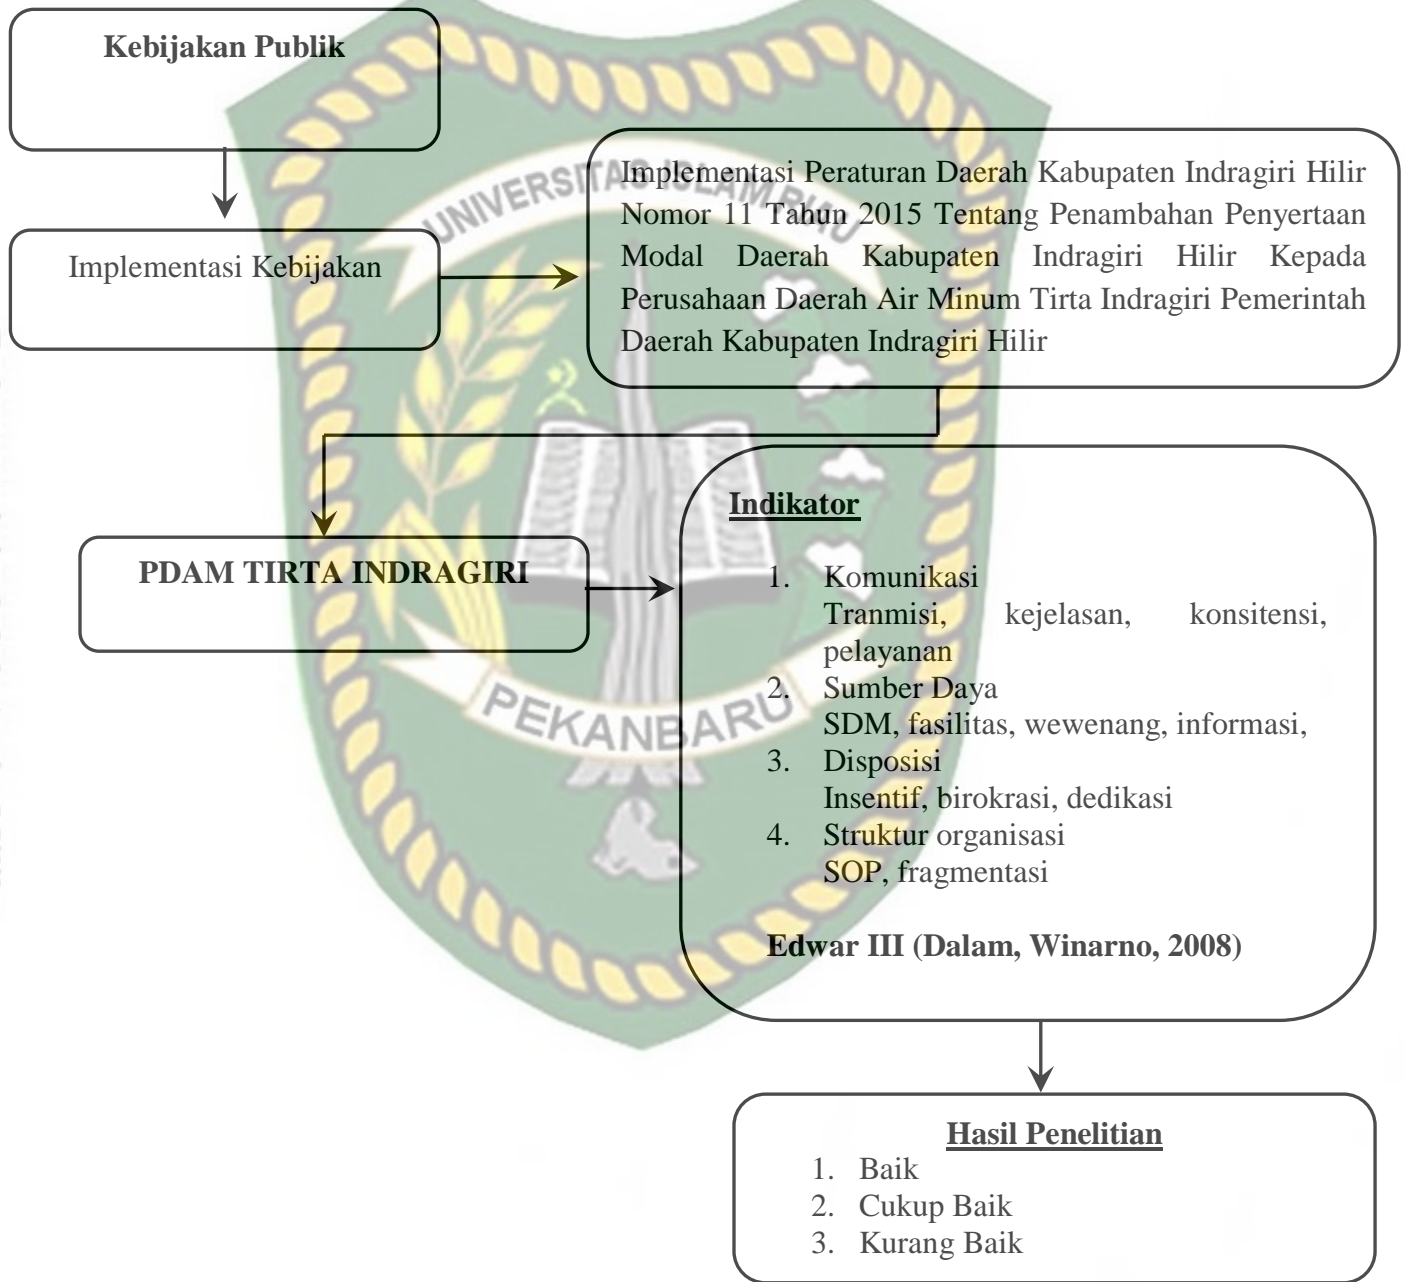 Kebijakan Publik
UNIVERSITAS ISLAM RIAU
Implementasi Kebijakan
Implementasi Peraturan Daerah Kabupaten Indragiri Hilir
Nomor 11 Tahun 2015 Tentang Penambahan Penyertaan
Modal Daerah Kabupaten Indragiri Hilir Kepada
Perusahaan Daerah Air Minum Tirta Indragiri Pemerintah
Daerah Kabupaten Indragiri Hilir
PDAM TIRTA INDRAGIRI
PEKANBARU
Indikator
1. Komunikasi
Tranmisi, kejelasan, konsitensi,
pelayanan
2. Sumber Daya
SDM, fasilitas, wewenang, informasi,
3. Disposisi
Insentif, birokrasi, dedikasi
4. Struktur organisasi
SOP, fragmentasi
Edwar III (Dalam, Winarno, 2008)
Hasil Penelitian
1. Baik
2. Cukup Baik
3. Kurang Baik